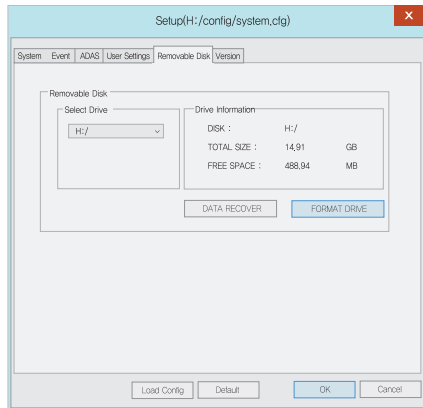 Setup(H:/config/system,cfg)
X
System Event ADAS User Settings Removable Disk Version
Removable Disk
Select Drive
H:/
Drive Information
DISK : H:/
TOTAL SIZE : 14,91 GB
FREE SPACE : 488,94 MB
DATA RECOVER FORMAT DRIVE
Load Config Default OK Cancel